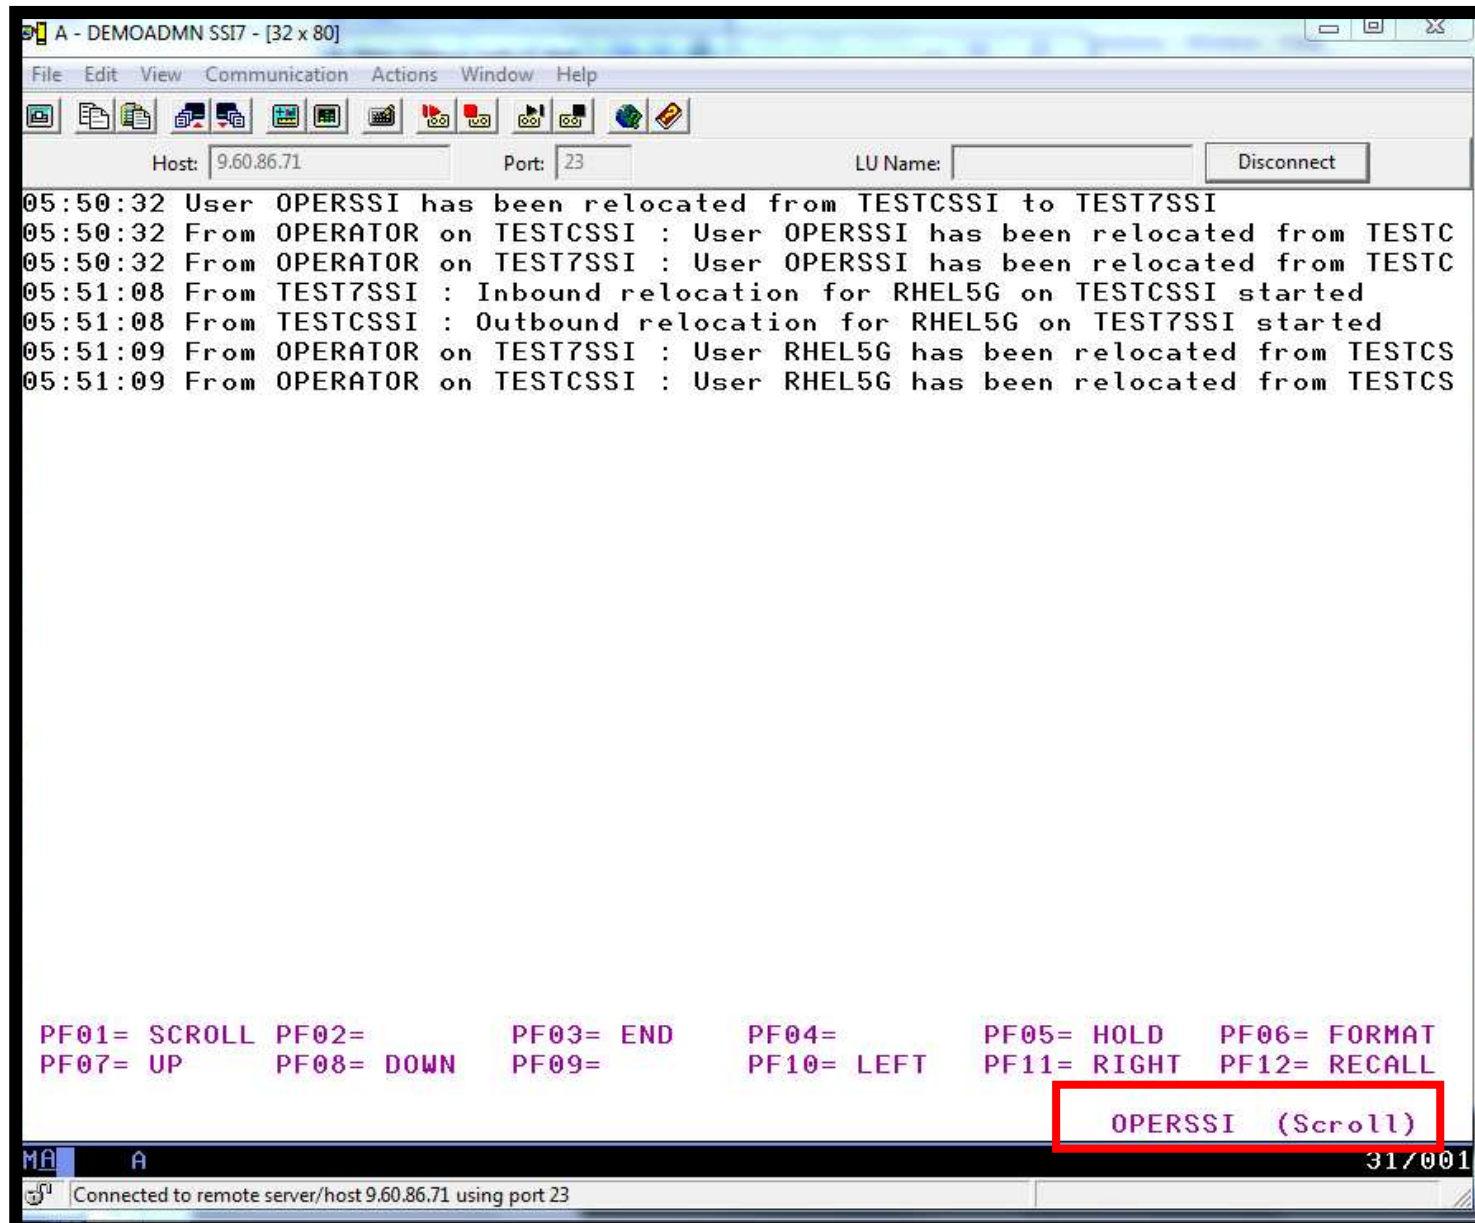 A - DEMOADMN SSI7 - [32 x 80]
File Edit View Communication Actions Window Help
Host: 9.60.86.71 Port: 23 LU Name: Disconnect
05:50:32 User OPERSSI has been relocated from TESTCSSI to TEST7SSI
05:50:32 From OPERATOR on TESTCSSI : User OPERSSI has been relocated from TESTC
05:50:32 From OPERATOR on TEST7SSI : User OPERSSI has been relocated from TESTC
05:51:08 From TEST7SSI : Inbound relocation for RHEL5G on TESTCSSI started
05:51:08 From TESTCSSI : Outbound relocation for RHEL5G on TEST7SSI started
05:51:09 From OPERATOR on TEST7SSI : User RHEL5G has been relocated from TESTCS
05:51:09 From OPERATOR on TESTCSSI : User RHEL5G has been relocated from TESTCS
PF01= SCROLL PF02= PF03= END PF04= PF05= HOLD PF06= FORMAT
PF07= UP PF08= DOWN PF09= PF10= LEFT PF11= RIGHT PF12= RECALL
OPERSSI (Scroll)
MA A 31/001
Connected to remote server/host 9.60.86.71 using port 23